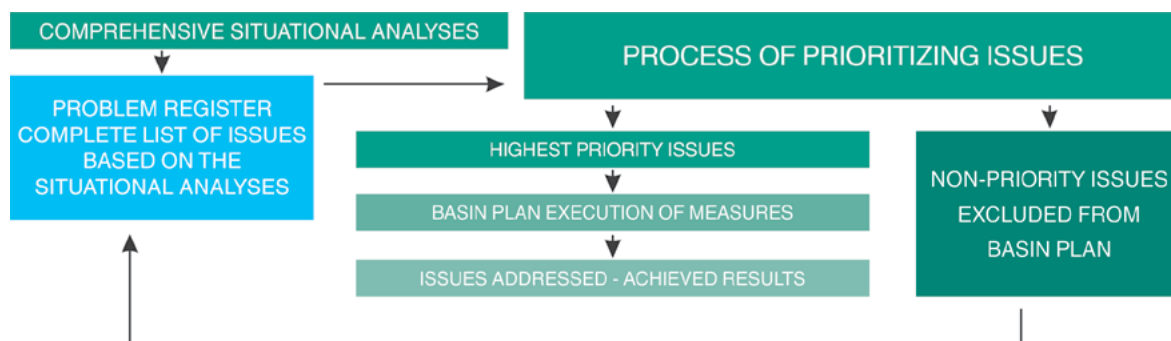 COMPREHENSIVE SITUATIONAL ANALYSES
PROBLEM REGISTER
COMPLETE LIST OF ISSUES
BASED ON THE
SITUATIONAL ANALYSES
PROCESS OF PRIORITIZING ISSUES
HIGHEST PRIORITY ISSUES
BASIN PLAN EXECUTION OF MEASURES
ISSUES ADDRESSED - ACHIEVED RESULTS
NON-PRIORITY ISSUES
EXCLUDED FROM
BASIN PLAN